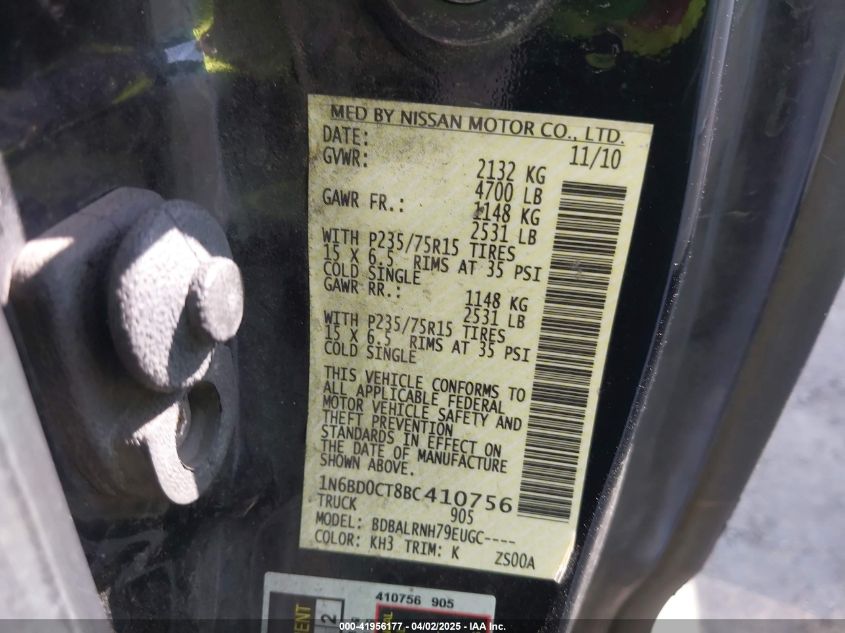 MFD BY NISSAN MOTOR CO., LTD.
DATE: 11/10
GVWR: 2132 KG
4700 LB
GAWR FR.: 1148 KG
2531 LB
WITH P235/75R15 TIRES
15 X 6.5 RIMS AT 35 PSI
COLD SINGLE
GAWR RR.: 1148 KG
2531 LB
WITH P235/75R15 TIRES
15 X 6.5 RIMS AT 35 PSI
COLD SINGLE
THIS VEHICLE CONFORMS TO
ALL APPLICABLE FEDERAL
MOTOR VEHICLE SAFETY AND
THEFT PREVENTION
STANDARDS IN EFFECT ON
THE DATE OF MANUFACTURE
SHOWN ABOVE.
1N6BD0CT8BC410756
TRUCK 905
MODEL: BDBALRNH79EUGC----
COLOR: KH3 TRIM: K ZS00A
410756 905
2
000-41956177 - 04/02/2025 - IAA Inc.